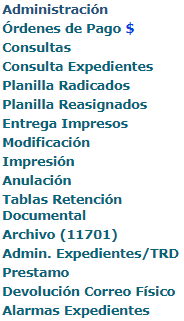 Administración
Órdenes de Pago $
Consultas
Consulta Expedientes
Planilla Radicados
Planilla Reasignados
Entrega Impresos
Modificación
Impresión
Anulación
Tablas Retención
Documental
Archivo (11701)
Admin. Expedientes/TRD
Prestamo
Devolución Correo Físico
Alarmas Expedientes